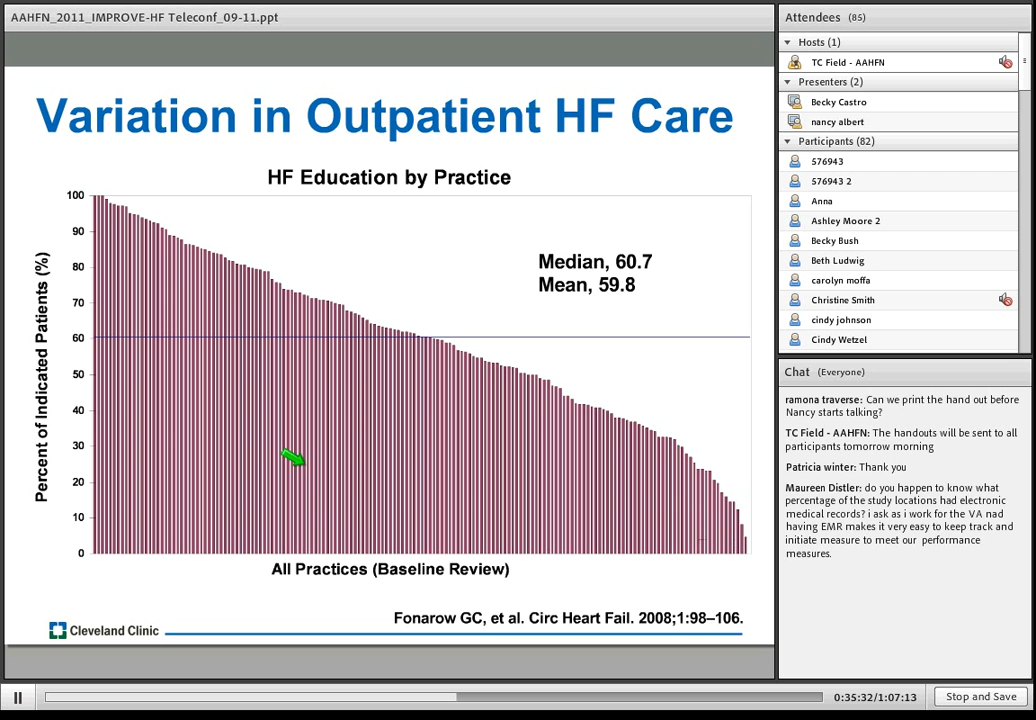 AAHFN_2011_IMPROVE-HF Teleconf_09-11.ppt
Variation in Outpatient HF Care
HF Education by Practice
Percent of Indicated Patients (%)
100
90
80
70
60
50
40
30
20
10
0
Median, 60.7
Mean, 59.8
All Practices (Baseline Review)
Fonarow GC, et al. Circ Heart Fail. 2008;1:98–106.
Cleveland Clinic
Attendees (85)
Hosts (1)
TC Field - AAHFN
Presenters (2)
Becky Castro
nancy albert
Participants (82)
576943
576943 2
Anna
Ashley Moore 2
Becky Bush
Beth Ludwig
carolyn moffa
Christine Smith
cindy johnson
Cindy Wetzel
Chat (Everyone)
ramona traverse: Can we print the hand out before
Nancy starts talking?
TC Field - AAHFN: The handouts will be sent to all
participants tomorrow morning
Patricia winter: Thank you
Maureen Distler: do you happen to know what
percentage of the study locations had electronic
medical records? i ask as i work for the VA nad
having EMR makes it very easy to keep track and
initiate measure to meet our performance
measures.
0:35:32/1:07:13
Stop and Save